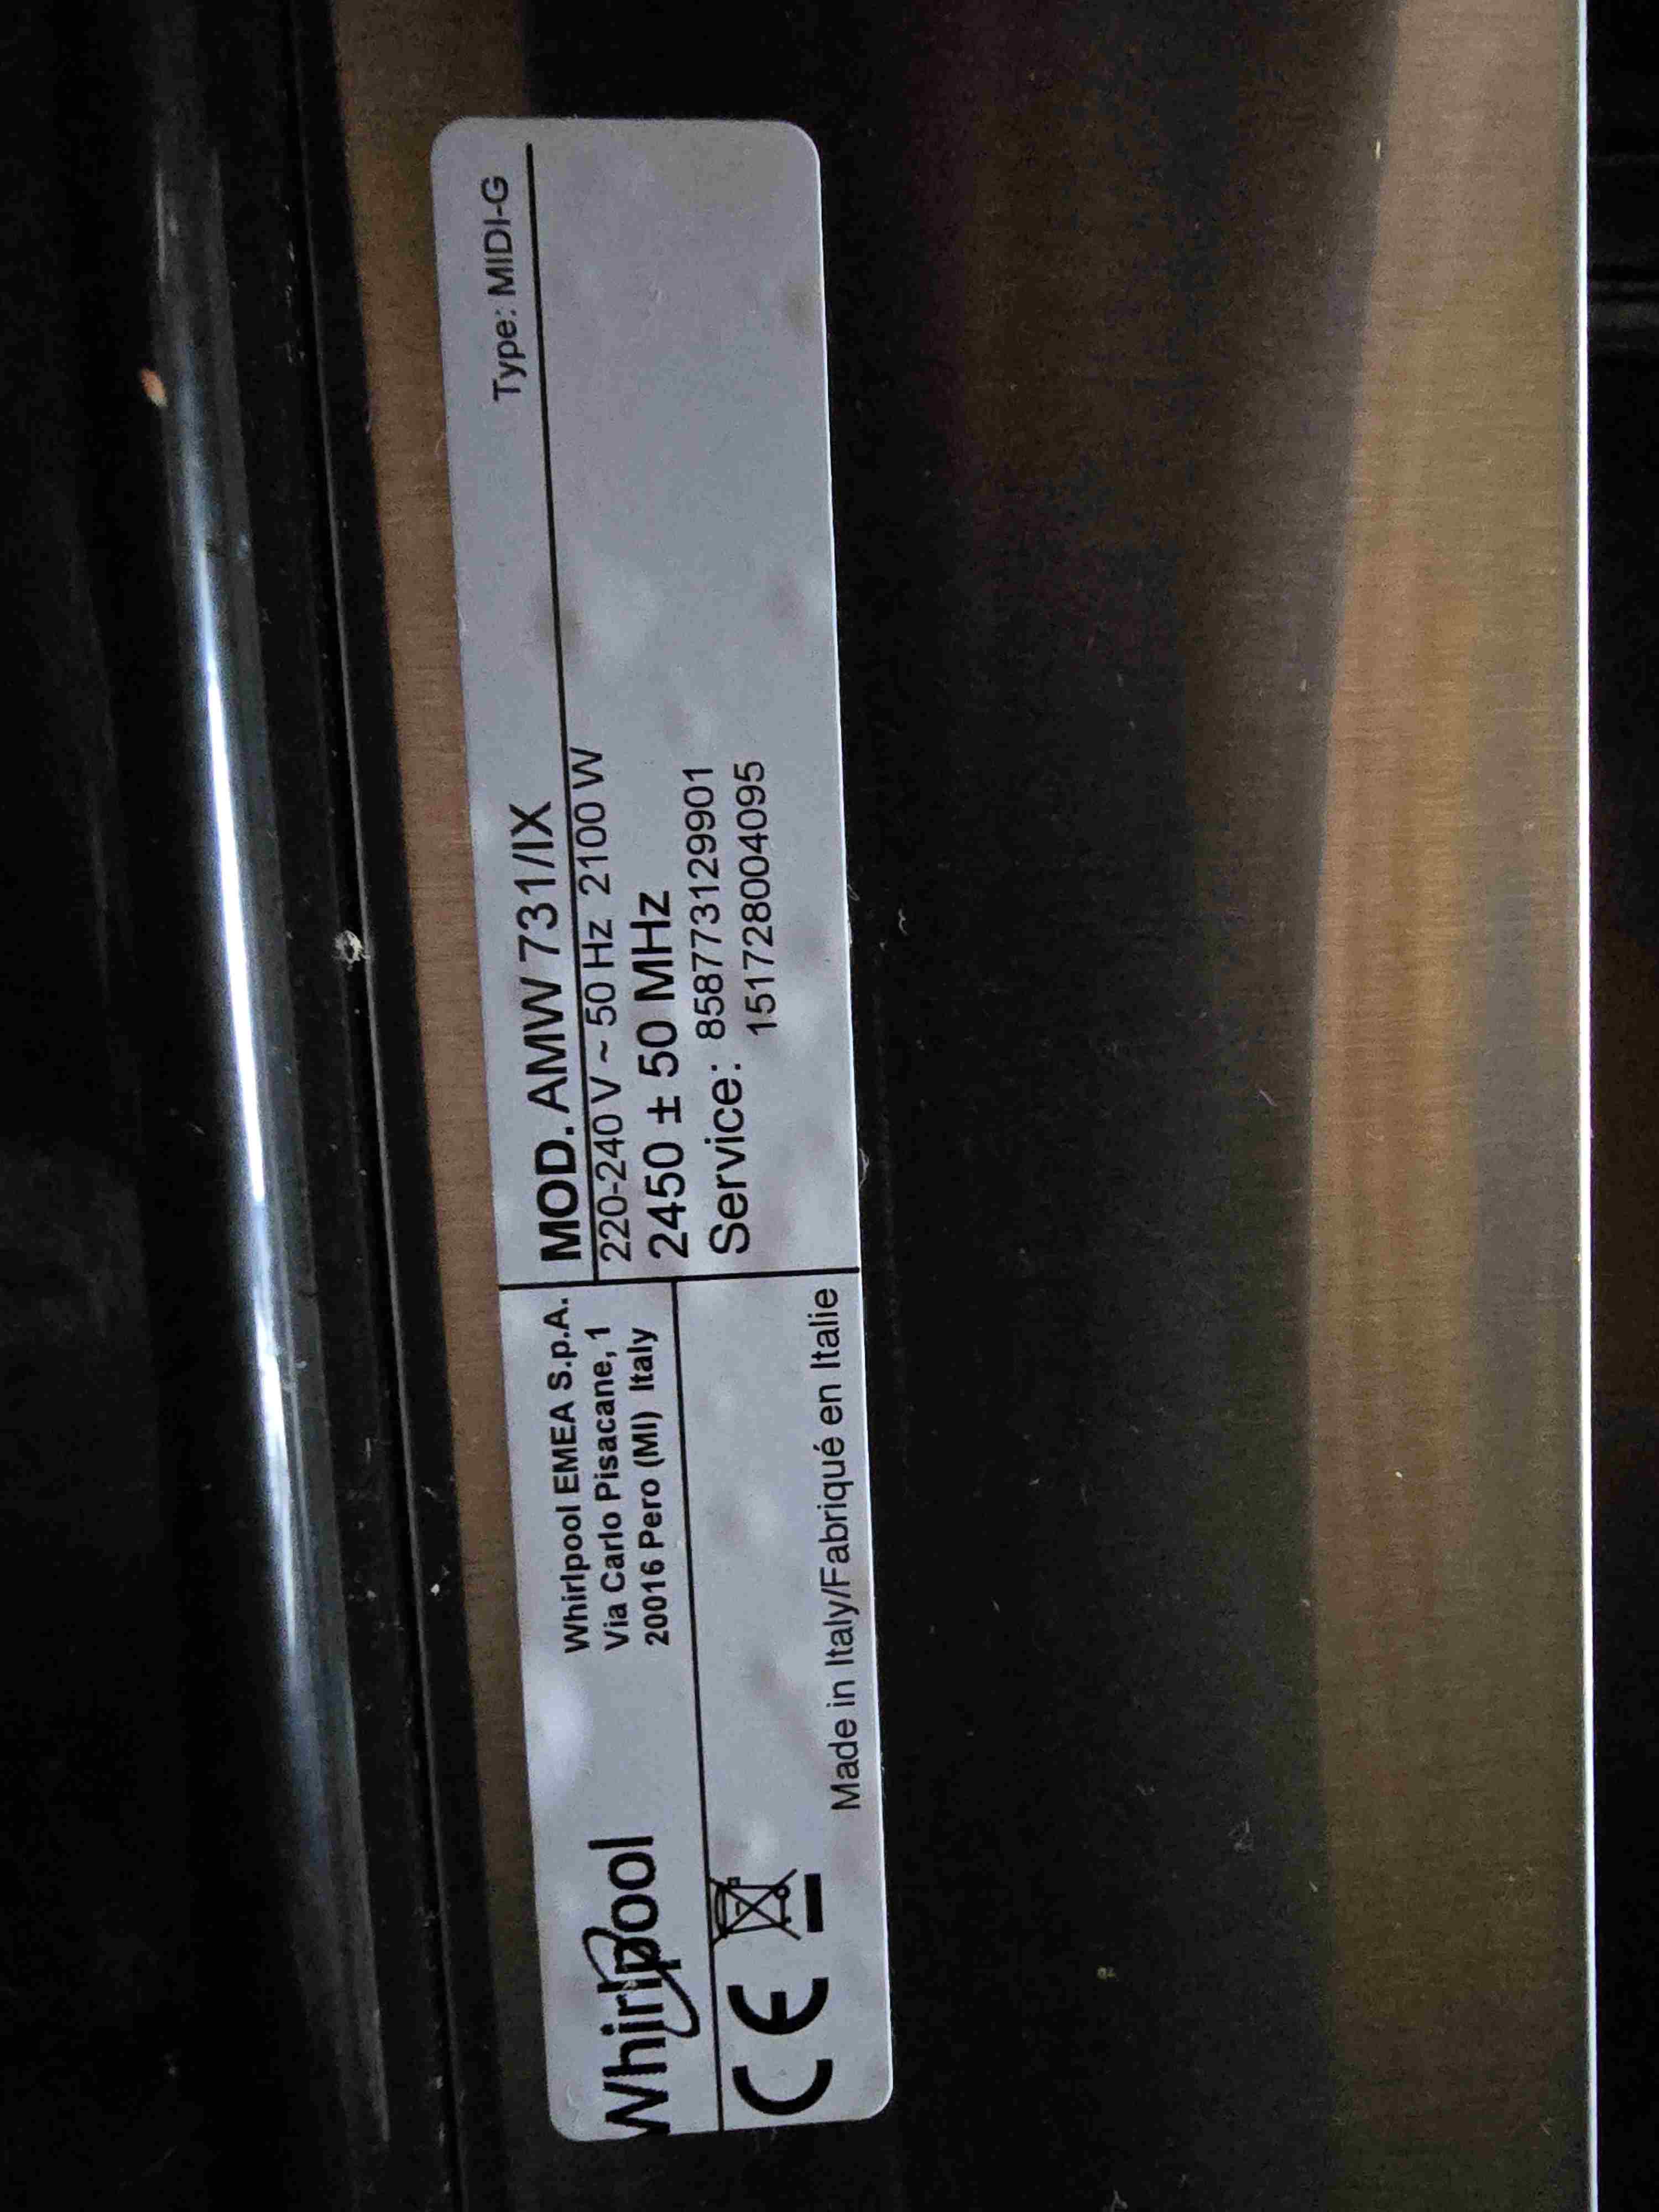 Whirlpool
Whirlpool EMEA S.p.A.
Via Carlo Pisacane, 1
20016 Pero (MI) Italy
CE
Made in Italy/Fabriqué en Italie
MOD. AMW 731/IX
Type: MIDI-G
220-240 V ~ 50 Hz 2100 W
2450 ± 50 MHz
Service: 858773129901
151728004095